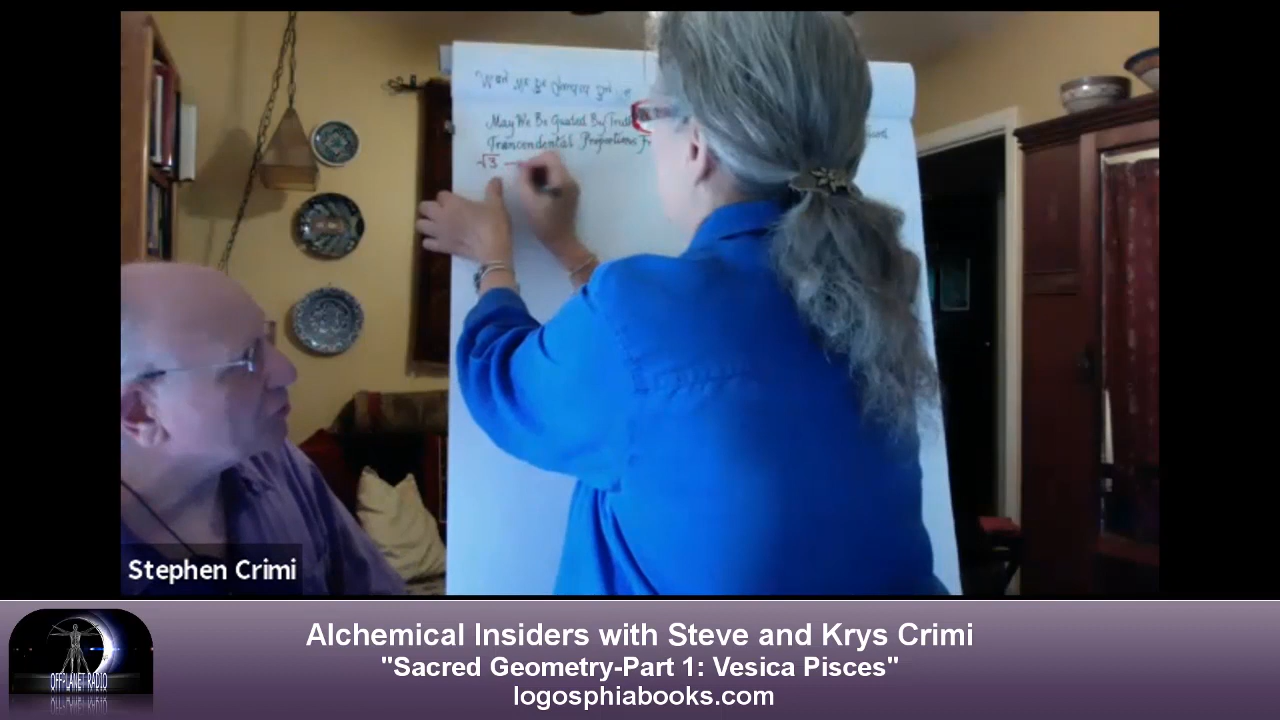 May We Be Guided By Truth
Trancendental Proportions
√3
Stephen Crimi
OFFPLANET RADIO
Alchemical Insiders with Steve and Krys Crimi
"Sacred Geometry-Part 1: Vesica Pisces"
logosphiabooks.com